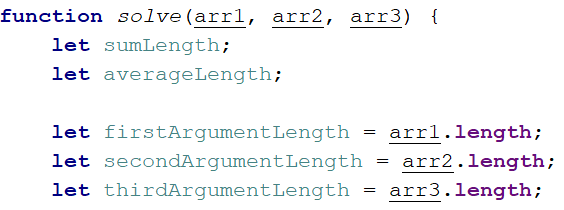 function solve(arr1, arr2, arr3) {
let sumLength;
let averageLength;
let firstArgumentLength = arr1.length;
let secondArgumentLength = arr2.length;
let thirdArgumentLength = arr3.length;